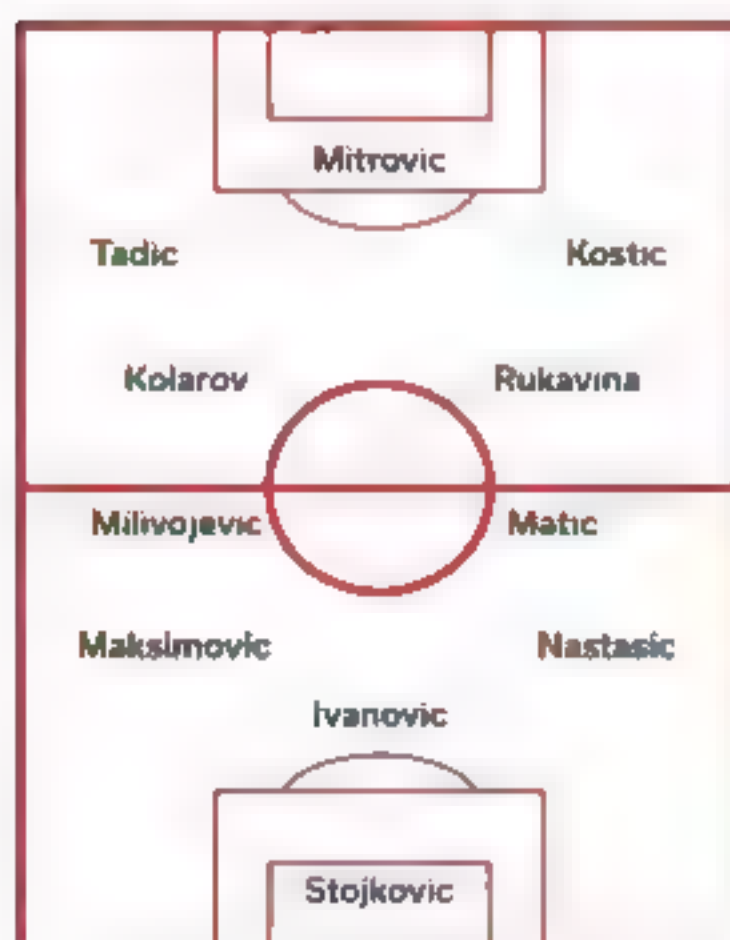 Mitrovic
Tadic Kostic
Kolarov Rukavina
Milivojevic Matic
Maksimovic Nastasic
Ivanovic
Stojkovic